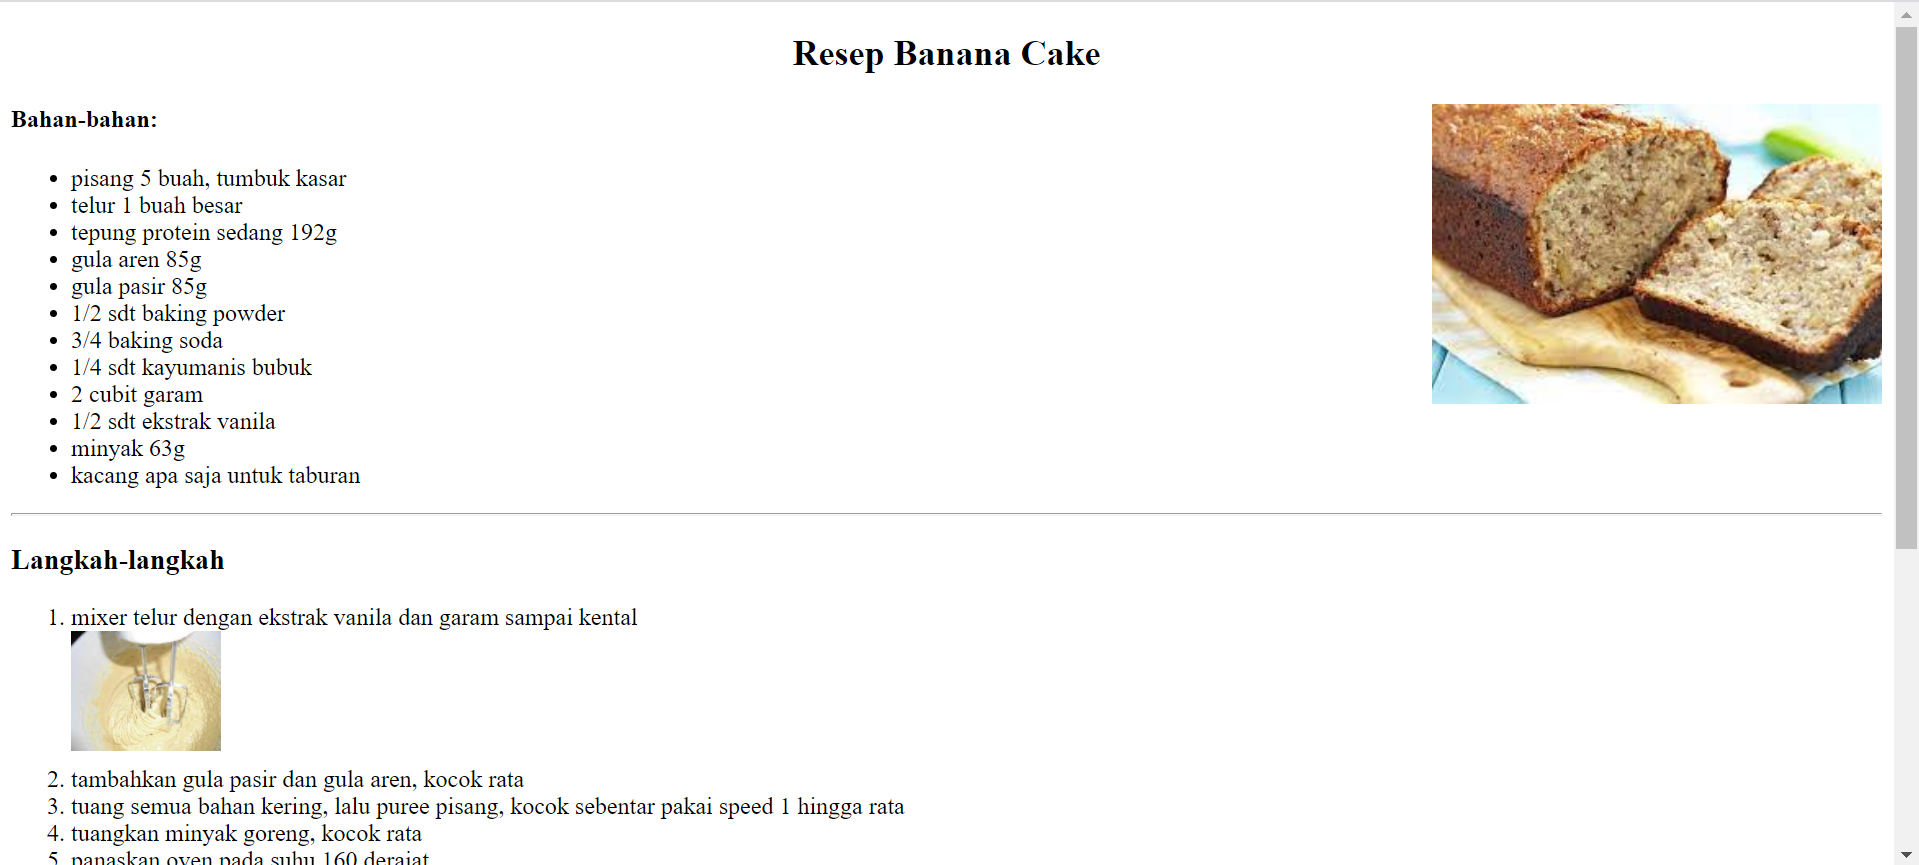 Resep Banana Cake
Bahan-bahan:
• pisang 5 buah, tumbuk kasar
• telur 1 buah besar
• tepung protein sedang 192g
• gula aren 85g
• gula pasir 85g
• 1/2 sdt baking powder
• 3/4 baking soda
• 1/4 sdt kayumanis bubuk
• 2 cubit garam
• 1/2 sdt ekstrak vanila
• minyak 63g
• kacang apa saja untuk taburan
Langkah-langkah
1. mixer telur dengan ekstrak vanila dan garam sampai kental
2. tambahkan gula pasir dan gula aren, kocok rata
3. tuang semua bahan kering, lalu puree pisang, kocok sebentar pakai speed 1 hingga rata
4. tuangkan minyak goreng, kocok rata
5. panaskan oven pada suhu 160 derajat